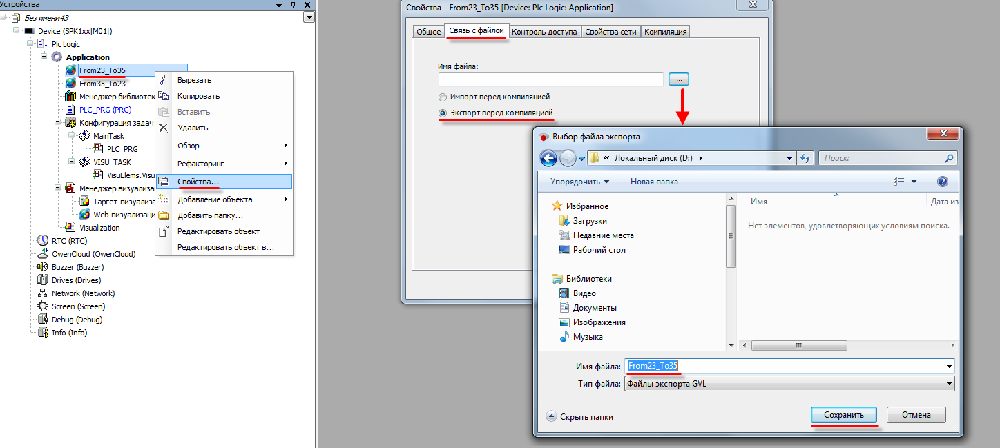 Устройства
Без имени43
Device (SPK1xx[M01])
Plc Logic
Application
From23_To35
From35_To23
Менеджер библиотек
PLC_PRG (PRG)
Конфигурация задач
MainTask
PLC_PRG
VISU_TASK
VisuElems.Visu
Менеджер визуализа
Таргет-визуализа
Web-визуализаци
Visualization
RTC (RTC)
OwenCloud (OwenCloud)
Buzzer (Buzzer)
Drives (Drives)
Network (Network)
Screen (Screen)
Debug (Debug)
Info (Info)
Вырезать
Копировать
Вставить
Удалить
Обзор
Рефакторинг
Свойства...
Добавление объекта
Добавить папку...
Редактировать объект
Редактировать объект в...
Свойства - From23_To35 [Device: Plc Logic: Application]
Общее Связь с файлом Контроль доступа Свойства сети Компиляция
Имя файла:
...
Импорт перед компиляцией
Экспорт перед компиляцией
Выбор файла экспорта
« Локальный диск (D:) ▸ ___
Поиск: ___
Упорядочить Новая папка
Избранное
Загрузки
Недавние места
Рабочий стол
Библиотеки
Видео
Документы
Изображения
Музыка
Имя Дата из
Нет элементов, удовлетворяющих условиям поиска.
Имя файла: From23_To35
Тип файла: Файлы экспорта GVL
Скрыть папки
Сохранить Отмена